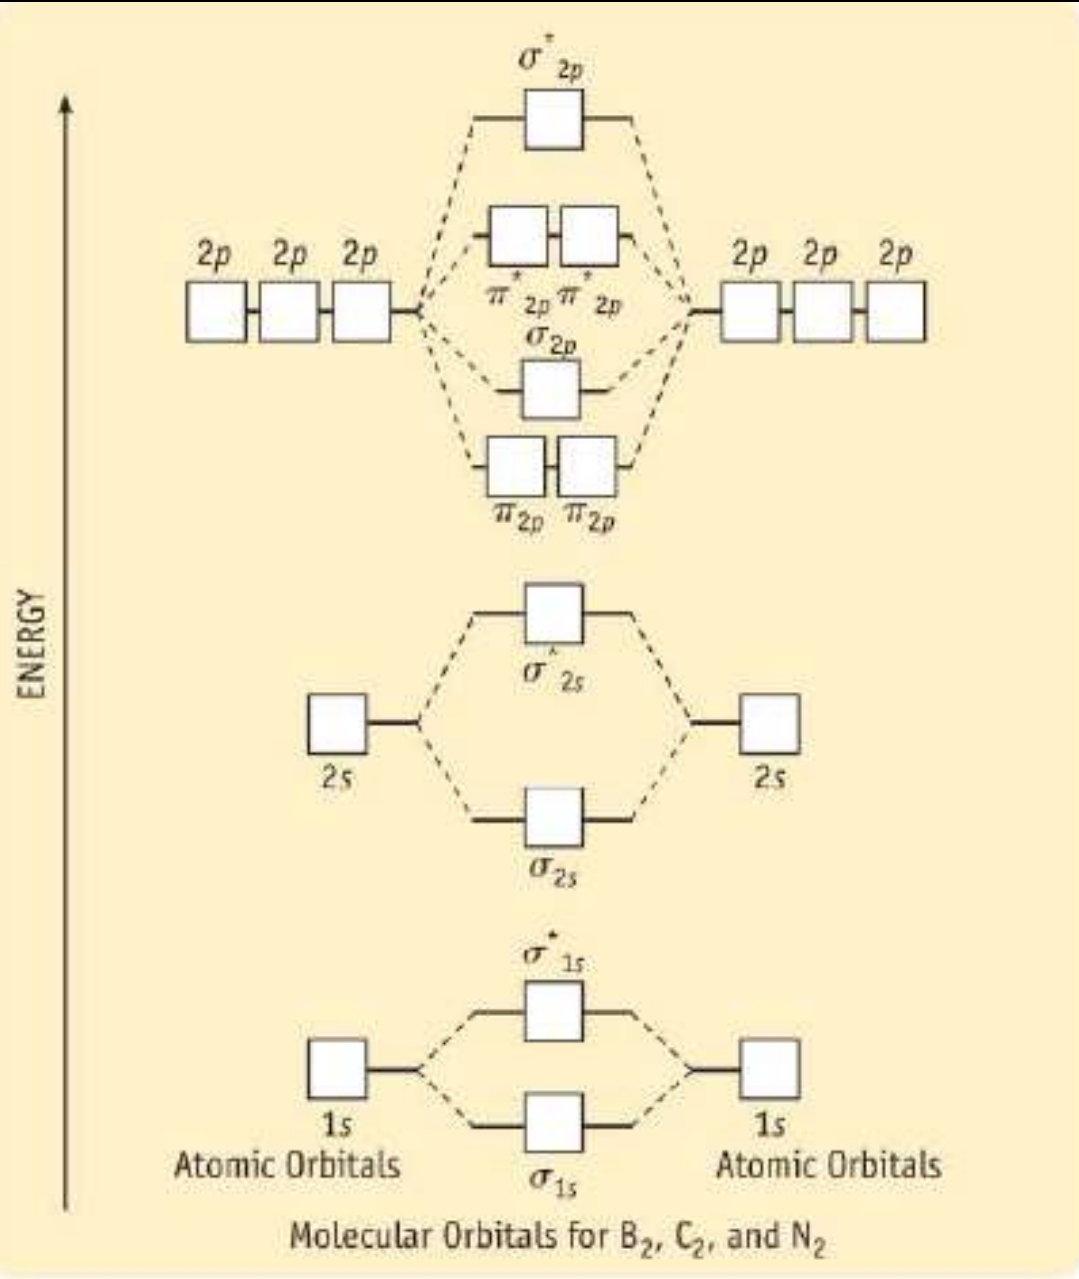 σ*2p
2p 2p 2p
2p 2p 2p
π*2p π*2p
σ2p
π2p π2p
σ*2s
2s
2s
σ2s
σ*1s
1s
1s
Atomic Orbitals
Atomic Orbitals
σ1s
ENERGY
Molecular Orbitals for B2, C2, and N2